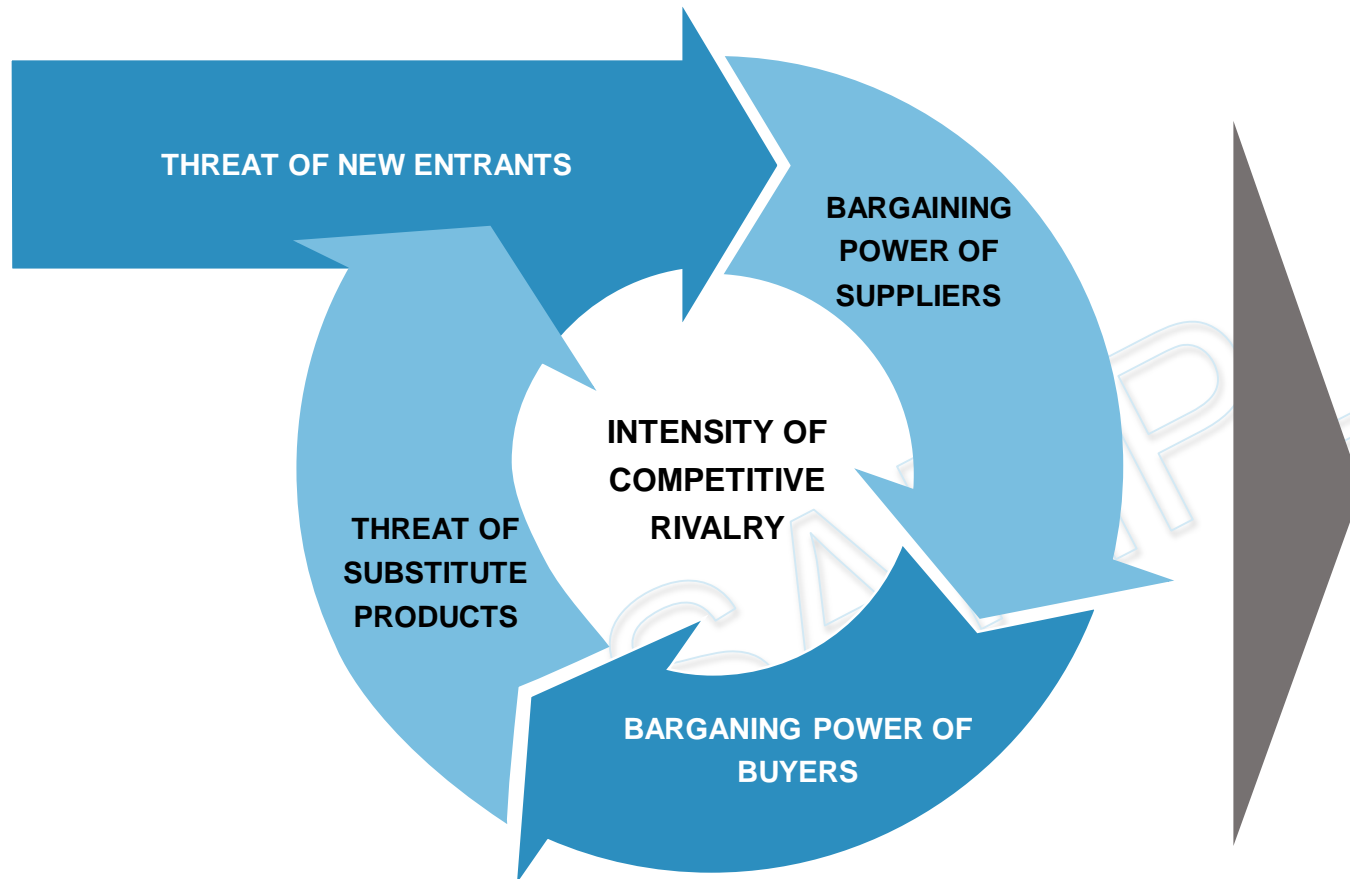 THREAT OF NEW ENTRANTS
BARGAINING
POWER OF
SUPPLIERS
INTENSITY OF
COMPETITIVE
RIVALRY
THREAT OF
SUBSTITUTE
PRODUCTS
BARGANING POWER OF
BUYERS